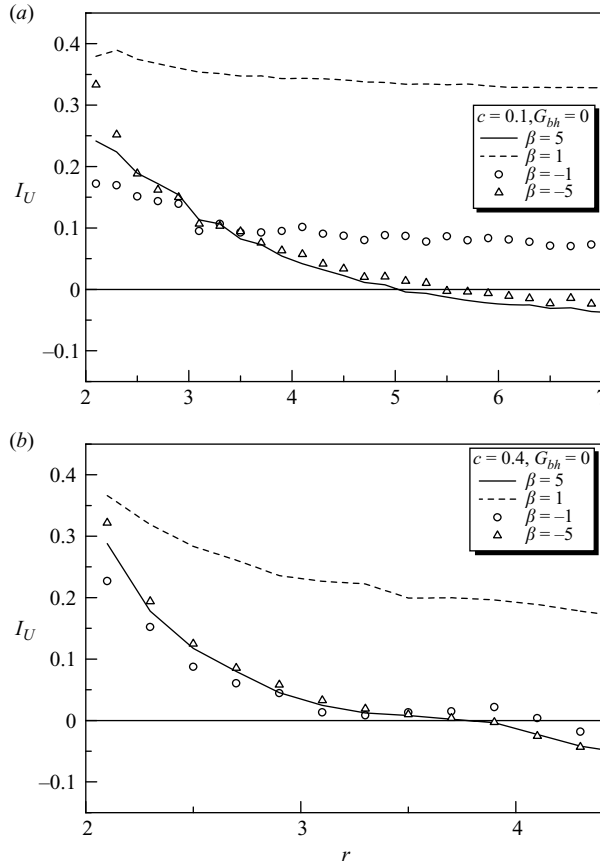 (a)
0.4
0.3
0.2
0.1
0
−0.1
I_U
c = 0.1, G_bh = 0
β = 5
β = 1
β = −1
β = −5
2 3 4 5 6 7
(b)
0.4
0.3
0.2
0.1
0
−0.1
I_U
c = 0.4, G_bh = 0
β = 5
β = 1
β = −1
β = −5
2 3 4
r